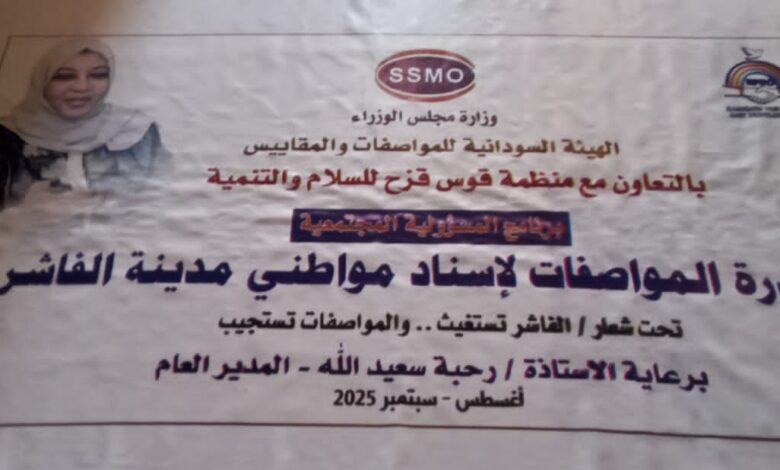 SSMO
وزارة مجلس الوزراء
الهيئة السودانية للمواصفات والمقاييس
بالتعاون مع منظمة قوس قزح للسلام والتنمية
برنامج المسؤولية المجتمعية
المواصفات لإسناد مواطني مدينة الفاشر
تحت شعار / الفاشر تستغيث .. والمواصفات تستجيب
برعاية الاستاذة / رحبة سعيد الله - المدير العام
أغسطس - سبتمبر 2025